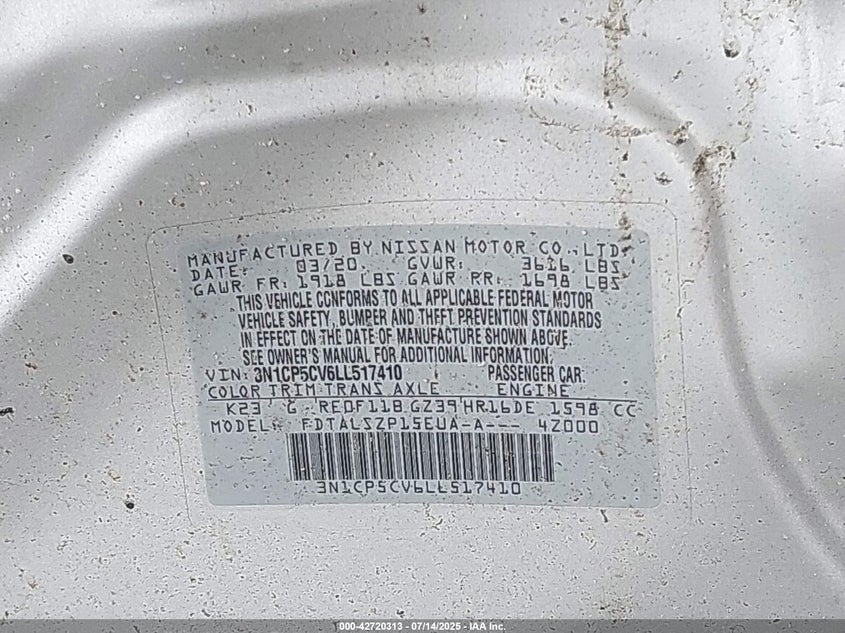 MANUFACTURED BY NISSAN MOTOR CO.,LTD.
DATE: 03/20 GVWR: 3616 LBS
GAWR FR: 1918 LBS GAWR RR: 1698 LBS
THIS VEHICLE CONFORMS TO ALL APPLICABLE FEDERAL MOTOR
VEHICLE SAFETY, BUMPER AND THEFT PREVENTION STANDARDS
IN EFFECT ON THE DATE OF MANUFACTURE SHOWN ABOVE.
SEE OWNER'S MANUAL FOR ADDITIONAL INFORMATION.
VIN: 3N1CP5CV6LL517410 PASSENGER CAR.
COLOR TRIM TRANS AXLE ENGINE
K23 G RE0F11B GZ39 HR16DE 1598 CC
MODEL: FDTALSZP15EUA-A--- 4Z000
3N1CP5CV6LL517410
000-42720313 - 07/14/2025 - IAA Inc.